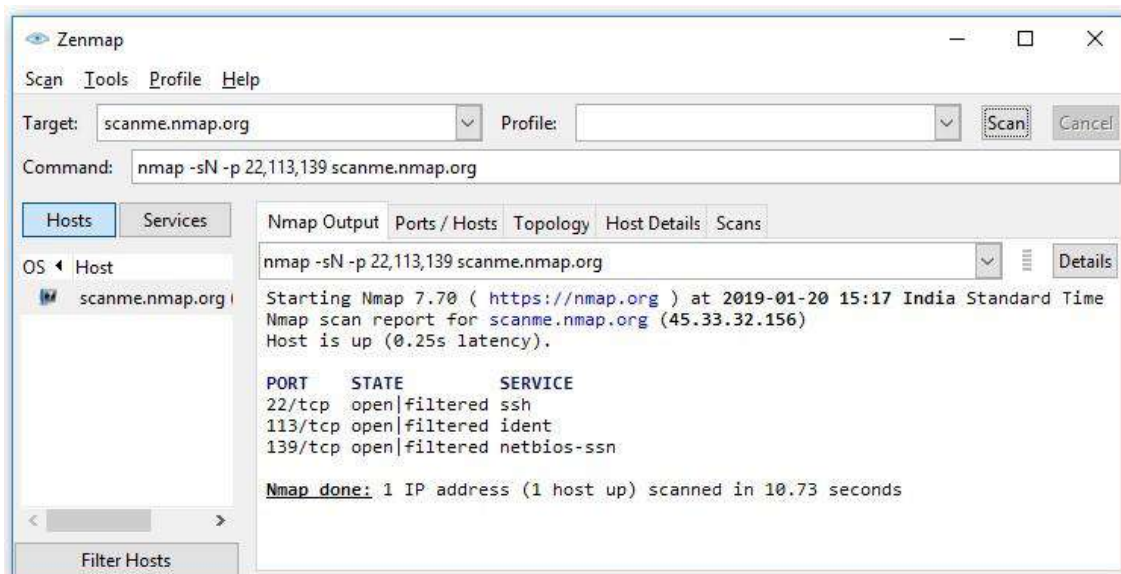 Zenmap
Scan Tools Profile Help
Target: scanme.nmap.org Profile: Scan Cancel
Command: nmap -sN -p 22,113,139 scanme.nmap.org
Hosts Services Nmap Output Ports / Hosts Topology Host Details Scans
nmap -sN -p 22,113,139 scanme.nmap.org Details
OS Host
scanme.nmap.org (
Starting Nmap 7.70 ( https://nmap.org ) at 2019-01-20 15:17 India Standard Time
Nmap scan report for scanme.nmap.org (45.33.32.156)
Host is up (0.25s latency).
PORT STATE SERVICE
22/tcp open|filtered ssh
113/tcp open|filtered ident
139/tcp open|filtered netbios-ssn
Nmap done: 1 IP address (1 host up) scanned in 10.73 seconds
Filter Hosts